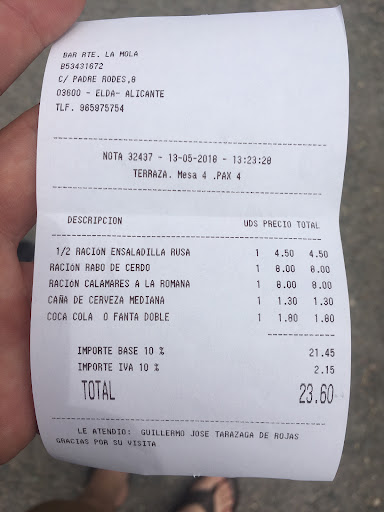 BAR RTE. LA MOLA
B53431672
C/ PADRE RODES,8
03600 - ELDA- ALICANTE
TLF. 965975754
NOTA 32437 - 13-05-2018 - 13:23:28
TERRAZA. Mesa 4 .PAX 4
DESCRIPCION UDS PRECIO TOTAL
1/2 RACIÓN ENSALADILLA RUSA 1 4.50 4.50
RACIÓN RABO DE CERDO 1 8.00 8.00
RACIÓN CALAMARES A LA ROMANA 1 8.00 8.00
CAÑA DE CERVEZA MEDIANA 1 1.30 1.30
COCA COLA O FANTA DOBLE 1 1.80 1.80
IMPORTE BASE 10 % 21.45
IMPORTE IVA 10 % 2.15
TOTAL 23.60
LE ATENDIO: GUILLERMO JOSE TARAZAGA DE ROJAS
GRACIAS POR SU VISITA